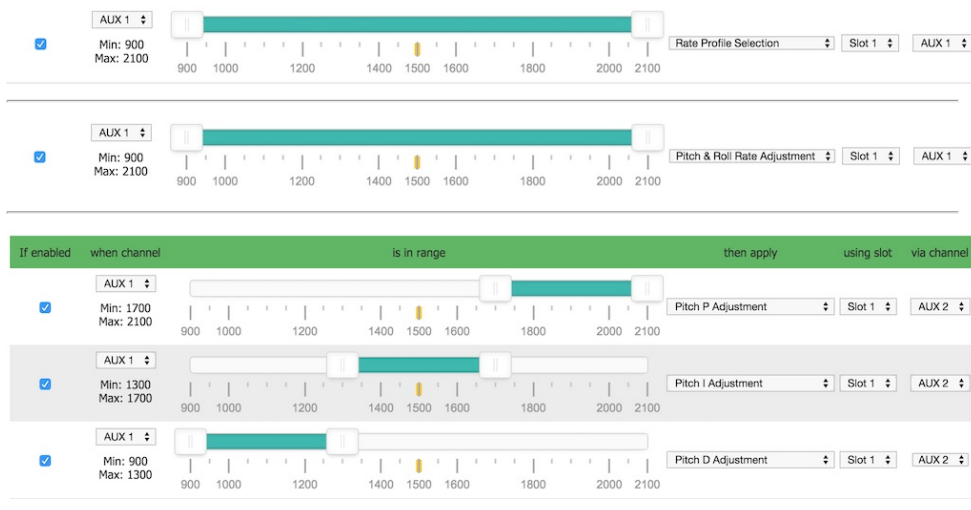 AUX 1
Min: 900
Max: 2100
900 1000 1200 1400 1500 1600 1800 2000 2100
Rate Profile Selection Slot 1 AUX 1
AUX 1
Min: 900
Max: 2100
900 1000 1200 1400 1500 1600 1800 2000 2100
Pitch & Roll Rate Adjustment Slot 1 AUX 1
If enabled when channel is in range then apply using slot via channel
AUX 1
Min: 1700
Max: 2100
900 1000 1200 1400 1500 1600 1800 2000 2100
Pitch P Adjustment Slot 1 AUX 2
AUX 1
Min: 1300
Max: 1700
900 1000 1200 1400 1500 1600 1800 2000 2100
Pitch I Adjustment Slot 1 AUX 2
AUX 1
Min: 900
Max: 1300
900 1000 1200 1400 1500 1600 1800 2000 2100
Pitch D Adjustment Slot 1 AUX 2